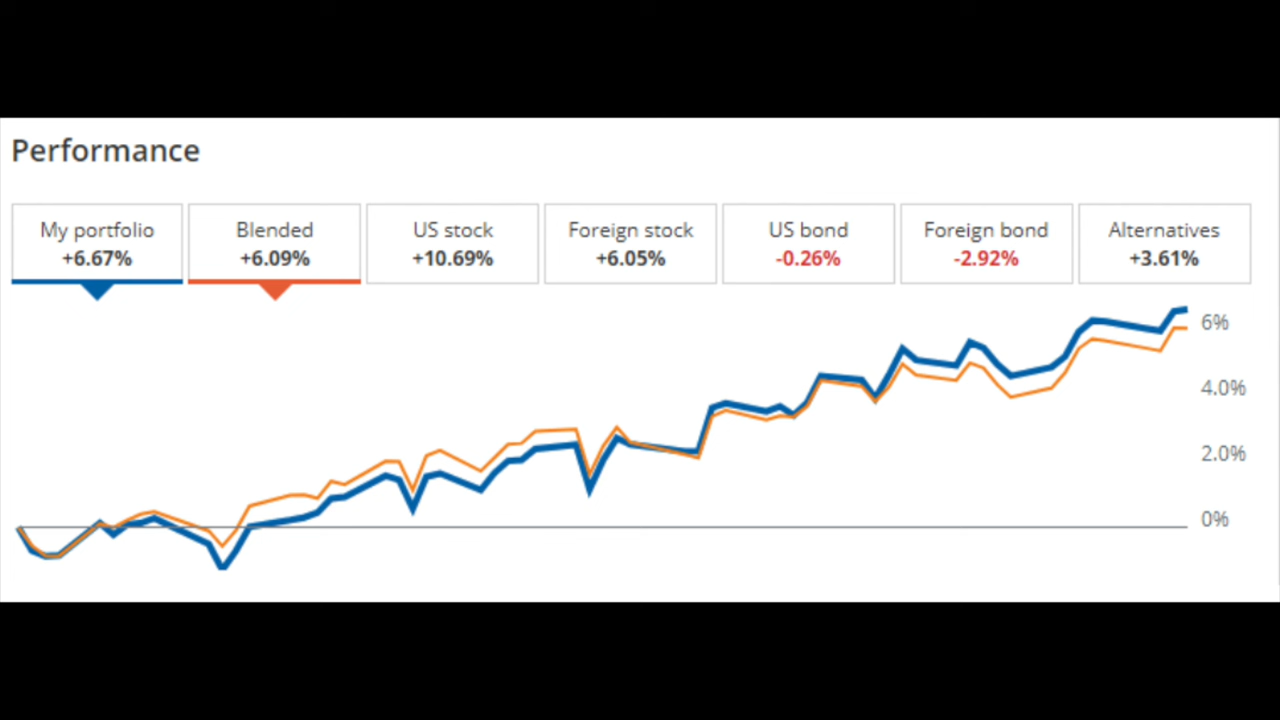 Performance
My portfolio Blended US stock Foreign stock US bond Foreign bond Alternatives
+6.67% +6.09% +10.69% +6.05% -0.26% -2.92% +3.61%
6%
4.0%
2.0%
0%